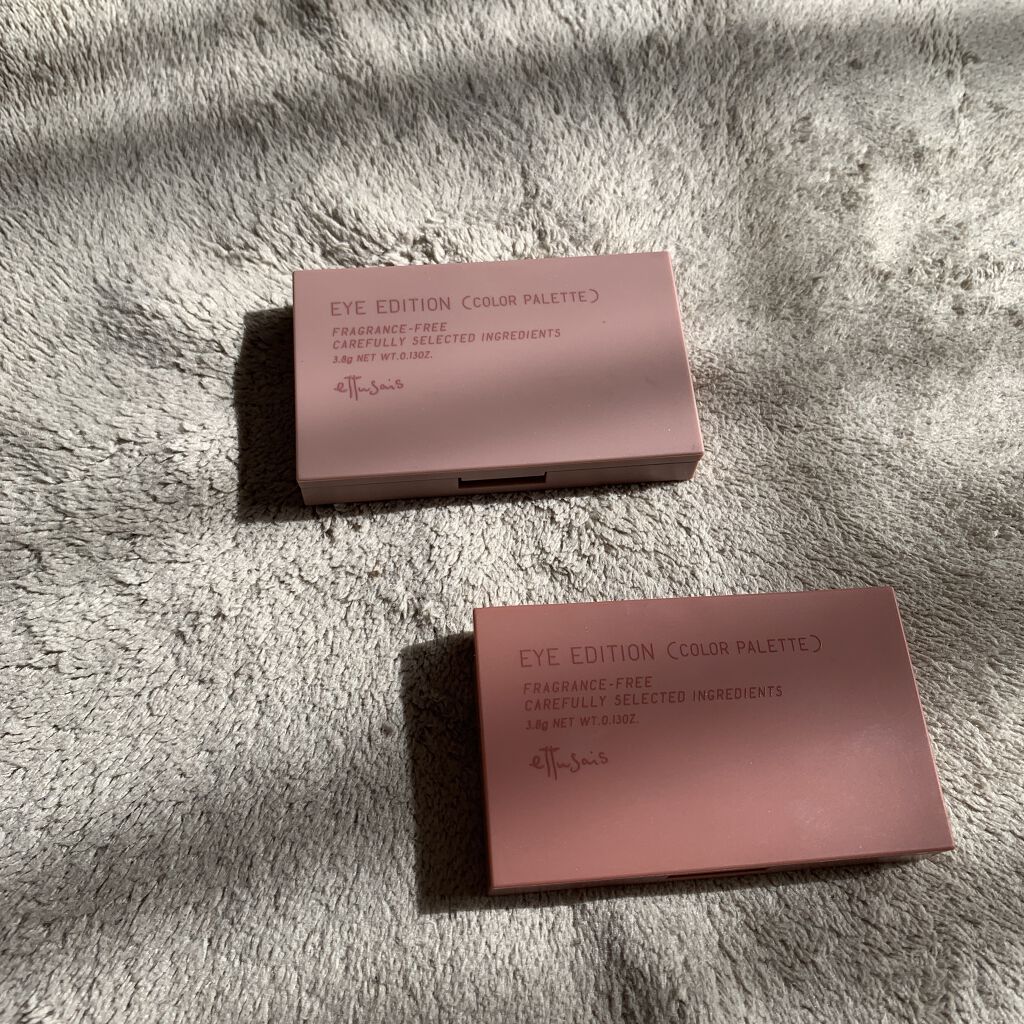 EYE EDITION (COLOR PALETTE)
FRAGRANCE-FREE
CAREFULLY SELECTED INGREDIENTS
3.8g NET WT.0.13OZ.
ettusais
EYE EDITION (COLOR PALETTE)
FRAGRANCE-FREE
CAREFULLY SELECTED INGREDIENTS
3.8g NET WT.0.13OZ.
ettusais